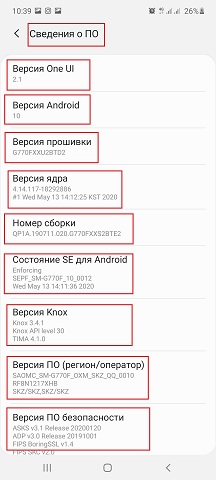 10:39
26%
Сведения о ПО
Версия One UI
2.1
Версия Android
10
Версия прошивки
G770FXXU2BTD2
Версия ядра
4.14.117-18292886
#1 Wed May 13 14:12:25 KST 2020
Номер сборки
QP1A.190711.020.G770FXXS2BTE2
Состояние SE для Android
Enforcing
SEPF_SM-G770F_10_0012
Wed May 13 14:11:36 2020
Версия Knox
Knox 3.4.1
Knox API level 30
TIMA 4.1.0
Версия ПО (регион/оператор)
SAOMC_SM-G770F_OXM_SKZ_QQ_0010
RF8N1217XHB
SKZ/SKZ,SKZ/SKZ
Версия ПО безопасности
ASKS v3.1 Release 20200120
ADP v3.0 Release 20191001
FIPS BoringSSL v1.4
FIPS SKC v2.0